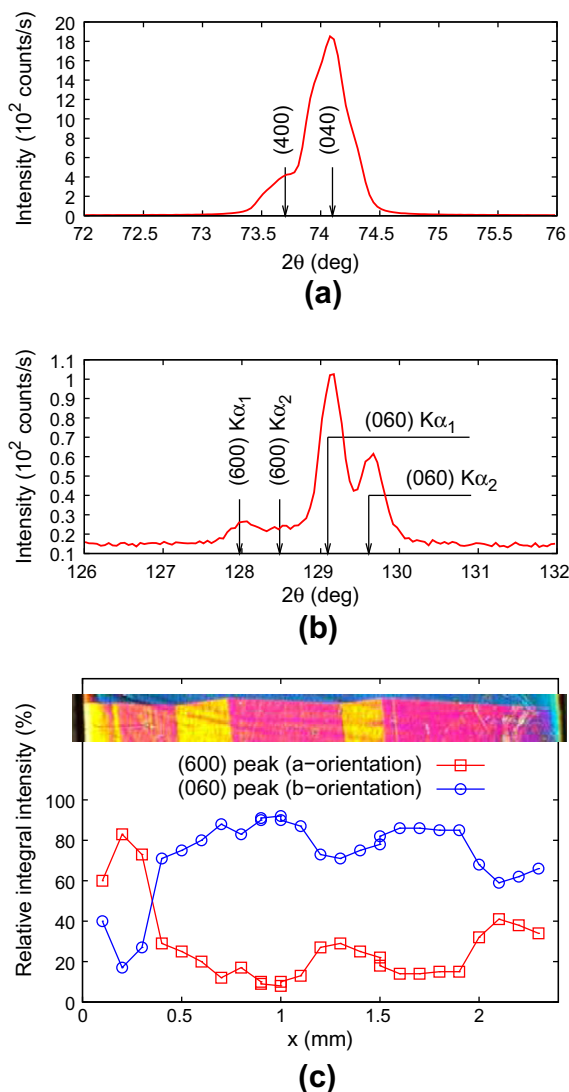 20
18
16
14
12
10
8
6
4
2
0
Intensity (10² counts/s)
(400)
(040)
72 72.5 73 73.5 74 74.5 75 75.5 76
2θ (deg)
(a)
1.1
1
0.9
0.8
0.7
0.6
0.5
0.4
0.3
0.2
0.1
Intensity (10² counts/s)
(600) Kα₁
(600) Kα₂
(060) Kα₁
(060) Kα₂
126 127 128 129 130 131 132
2θ (deg)
(b)
Relative integral intensity (%)
(600) peak (a−orientation)
(060) peak (b−orientation)
100
80
60
40
20
0
0 0.5 1 1.5 2
x (mm)
(c)